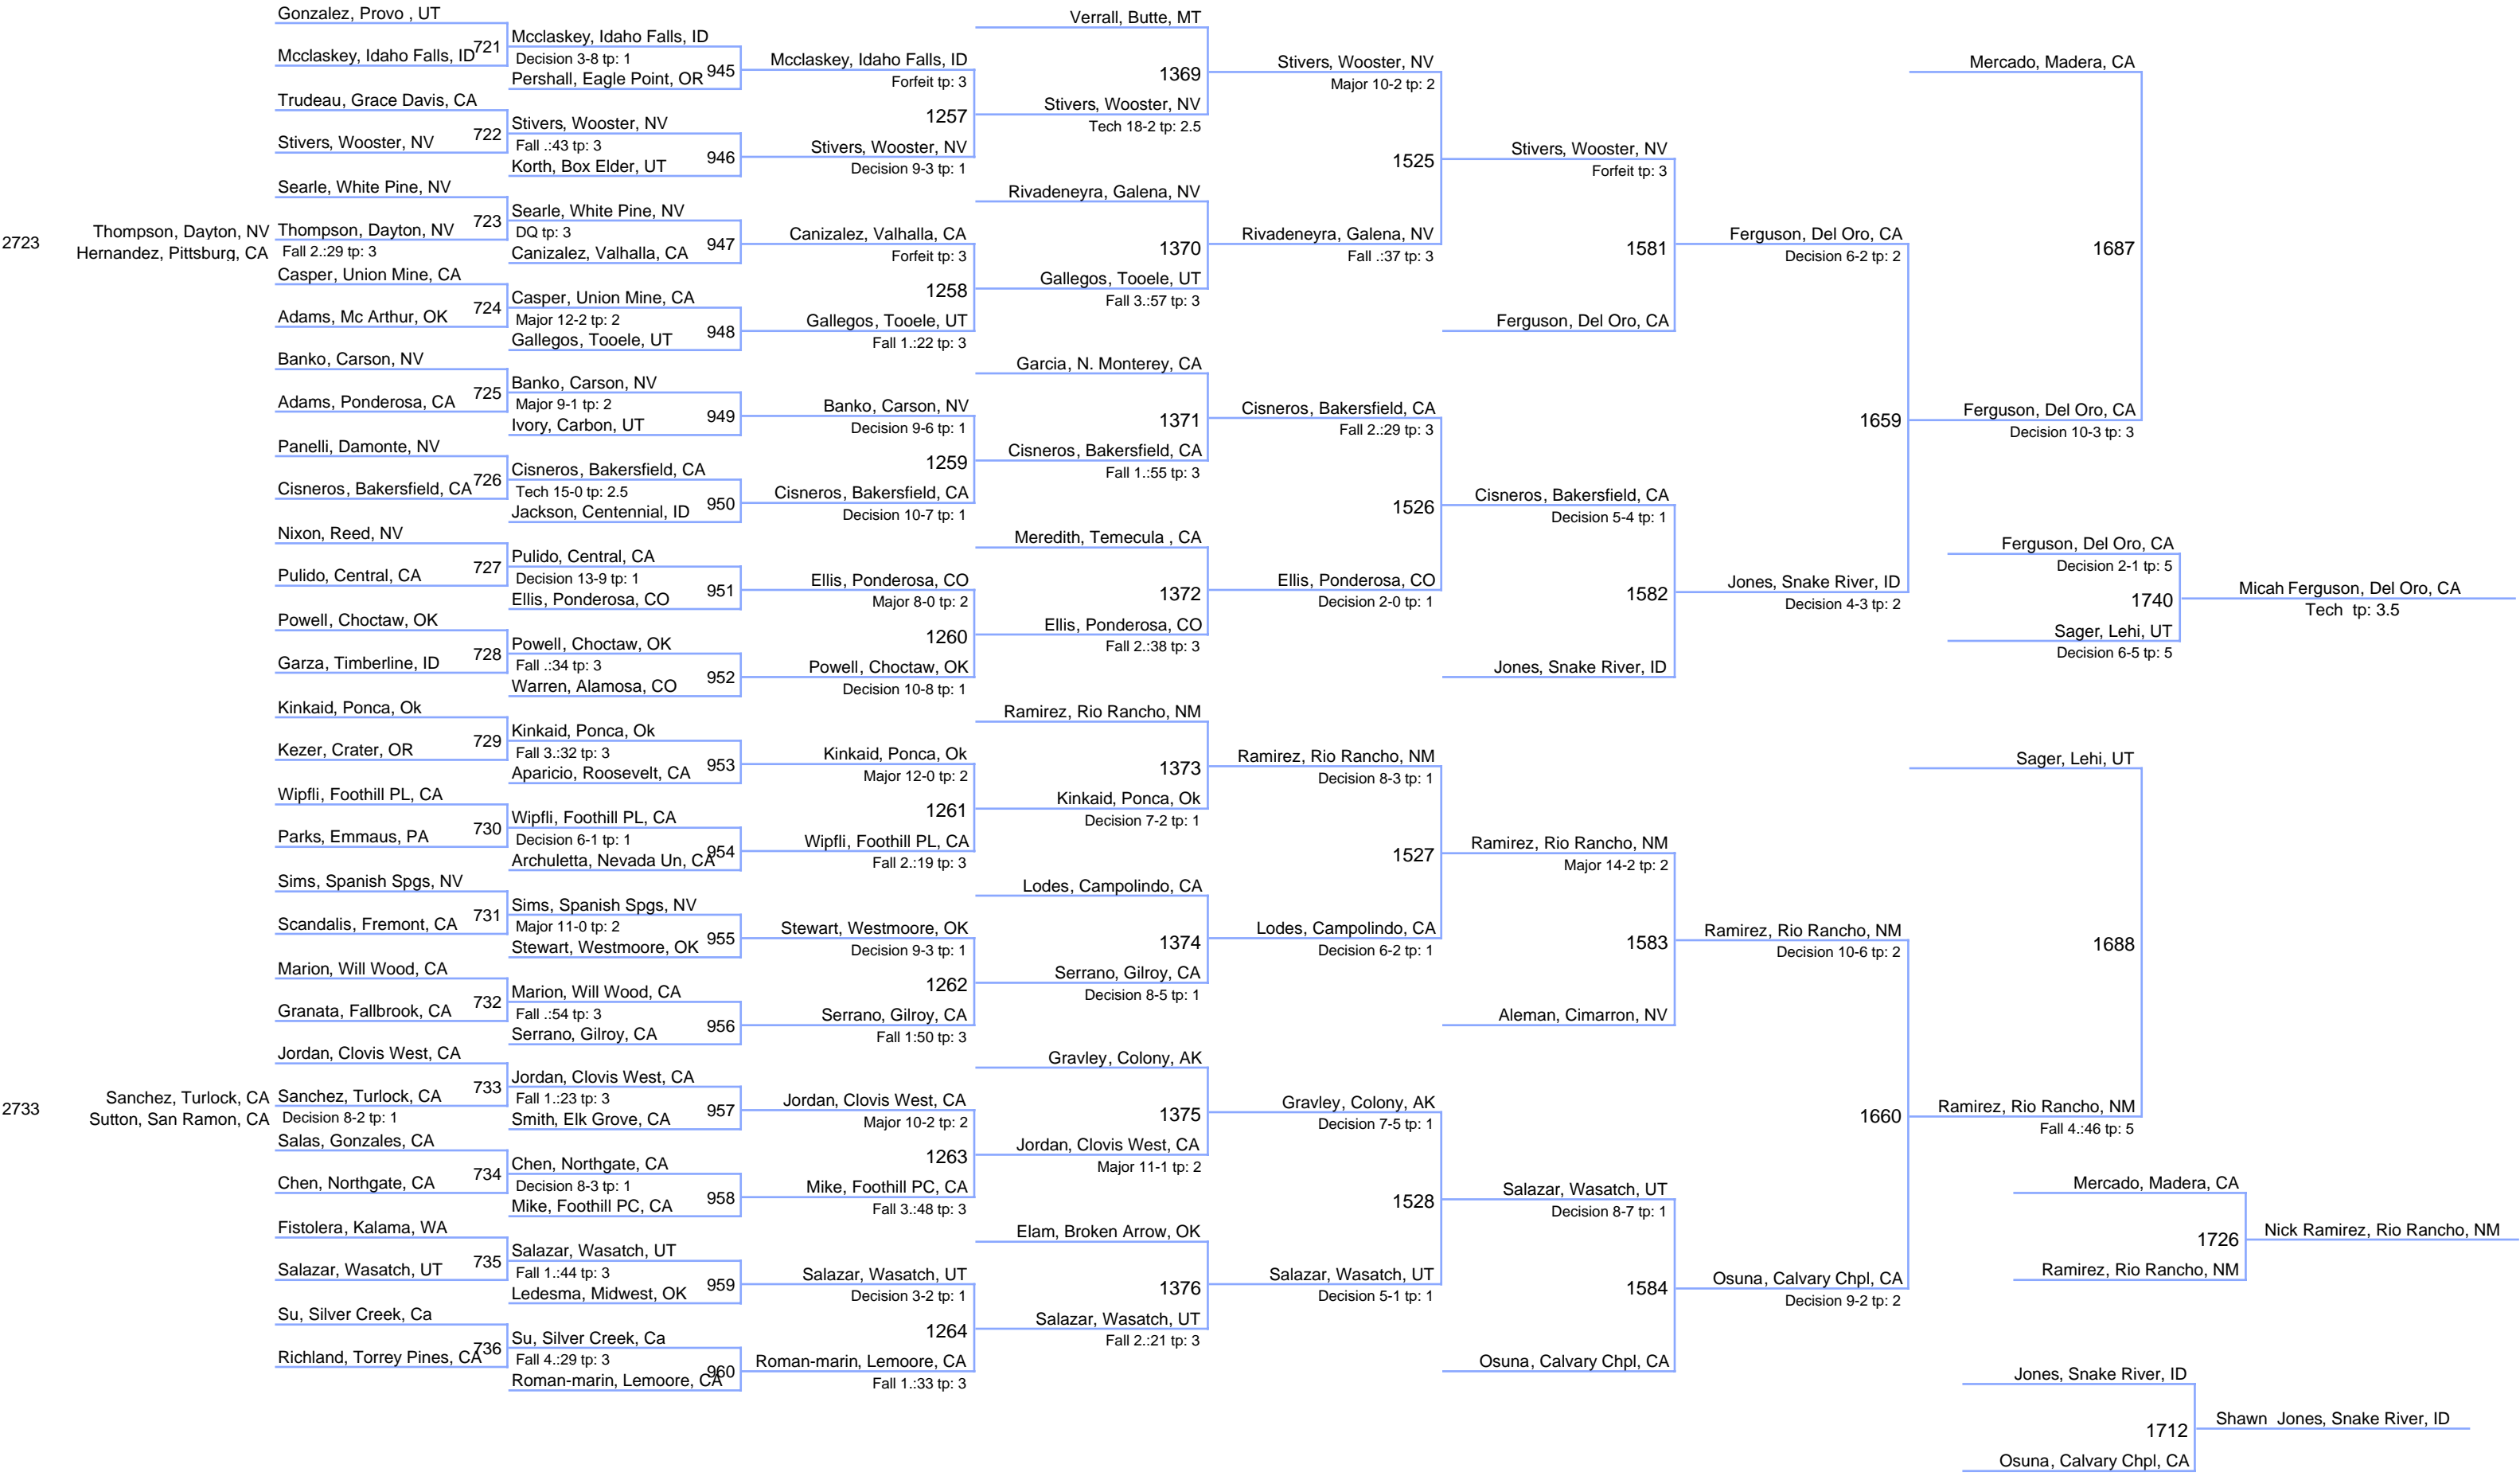 Gonzalez, Provo , UT
Mcclaskey, Idaho Falls, ID
721
Trudeau, Grace Davis, CA
Stivers, Wooster, NV
722
Searle, White Pine, NV
2723
Thompson, Dayton, NV
Hernandez, Pittsburg, CA
Thompson, Dayton, NV
Fall 2.:29 tp: 3
723
Casper, Union Mine, CA
Adams, Mc Arthur, OK
724
Banko, Carson, NV
Adams, Ponderosa, CA
725
Panelli, Damonte, NV
Cisneros, Bakersfield, CA
726
Nixon, Reed, NV
Pulido, Central, CA
727
Powell, Choctaw, OK
Garza, Timberline, ID
728
Kinkaid, Ponca, Ok
Kezer, Crater, OR
729
Wipfli, Foothill PL, CA
Parks, Emmaus, PA
730
Sims, Spanish Spgs, NV
Scandalis, Fremont, CA
731
Marion, Will Wood, CA
Granata, Fallbrook, CA
732
Jordan, Clovis West, CA
2733
Sanchez, Turlock, CA
Sutton, San Ramon, CA
Sanchez, Turlock, CA
Decision 8-2 tp: 1
733
Salas, Gonzales, CA
Chen, Northgate, CA
734
Fistolera, Kalama, WA
Salazar, Wasatch, UT
735
Su, Silver Creek, Ca
Richland, Torrey Pines, CA
736
Mcclaskey, Idaho Falls, ID
Decision 3-8 tp: 1
Pershall, Eagle Point, OR
945
Stivers, Wooster, NV
Fall .:43 tp: 3
Korth, Box Elder, UT
946
Searle, White Pine, NV
DQ tp: 3
Canizalez, Valhalla, CA
947
Casper, Union Mine, CA
Major 12-2 tp: 2
Gallegos, Tooele, UT
948
Banko, Carson, NV
Major 9-1 tp: 2
Ivory, Carbon, UT
949
Cisneros, Bakersfield, CA
Tech 15-0 tp: 2.5
Jackson, Centennial, ID
950
Pulido, Central, CA
Decision 13-9 tp: 1
Ellis, Ponderosa, CO
951
Powell, Choctaw, OK
Fall .:34 tp: 3
Warren, Alamosa, CO
952
Kinkaid, Ponca, Ok
Fall 3.:32 tp: 3
Aparicio, Roosevelt, CA
953
Wipfli, Foothill PL, CA
Decision 6-1 tp: 1
Archuletta, Nevada Un, CA
954
Sims, Spanish Spgs, NV
Major 11-0 tp: 2
Stewart, Westmoore, OK
955
Marion, Will Wood, CA
Fall .:54 tp: 3
Serrano, Gilroy, CA
956
Jordan, Clovis West, CA
Fall 1.:23 tp: 3
Smith, Elk Grove, CA
957
Chen, Northgate, CA
Decision 8-3 tp: 1
Mike, Foothill PC, CA
958
Salazar, Wasatch, UT
Fall 1.:44 tp: 3
Ledesma, Midwest, OK
959
Su, Silver Creek, Ca
Fall 4.:29 tp: 3
Roman-marin, Lemoore, CA
960
Mcclaskey, Idaho Falls, ID
Forfeit tp: 3
1257
Stivers, Wooster, NV
Decision 9-3 tp: 1
Canizalez, Valhalla, CA
Forfeit tp: 3
1258
Gallegos, Tooele, UT
Fall 1.:22 tp: 3
Banko, Carson, NV
Decision 9-6 tp: 1
1259
Cisneros, Bakersfield, CA
Decision 10-7 tp: 1
Ellis, Ponderosa, CO
Major 8-0 tp: 2
1260
Powell, Choctaw, OK
Decision 10-8 tp: 1
Kinkaid, Ponca, Ok
Major 12-0 tp: 2
1261
Wipfli, Foothill PL, CA
Fall 2.:19 tp: 3
Stewart, Westmoore, OK
Decision 9-3 tp: 1
1262
Serrano, Gilroy, CA
Fall 1:50 tp: 3
Jordan, Clovis West, CA
Major 10-2 tp: 2
1263
Mike, Foothill PC, CA
Fall 3.:48 tp: 3
Salazar, Wasatch, UT
Decision 3-2 tp: 1
1264
Roman-marin, Lemoore, CA
Fall 1.:33 tp: 3
Verrall, Butte, MT
1369
Stivers, Wooster, NV
Tech 18-2 tp: 2.5
Rivadeneyra, Galena, NV
1370
Gallegos, Tooele, UT
Fall 3.:57 tp: 3
Garcia, N. Monterey, CA
1371
Cisneros, Bakersfield, CA
Fall 1.:55 tp: 3
Meredith, Temecula , CA
1372
Ellis, Ponderosa, CO
Fall 2.:38 tp: 3
Ramirez, Rio Rancho, NM
1373
Kinkaid, Ponca, Ok
Decision 7-2 tp: 1
Lodes, Campolindo, CA
1374
Serrano, Gilroy, CA
Decision 8-5 tp: 1
Gravley, Colony, AK
1375
Jordan, Clovis West, CA
Major 11-1 tp: 2
Elam, Broken Arrow, OK
1376
Salazar, Wasatch, UT
Fall 2.:21 tp: 3
Stivers, Wooster, NV
Major 10-2 tp: 2
1525
Rivadeneyra, Galena, NV
Fall .:37 tp: 3
Cisneros, Bakersfield, CA
Fall 2.:29 tp: 3
1526
Ellis, Ponderosa, CO
Decision 2-0 tp: 1
Ramirez, Rio Rancho, NM
Decision 8-3 tp: 1
1527
Lodes, Campolindo, CA
Decision 6-2 tp: 1
Gravley, Colony, AK
Decision 7-5 tp: 1
1528
Salazar, Wasatch, UT
Decision 5-1 tp: 1
Stivers, Wooster, NV
Forfeit tp: 3
1581
Ferguson, Del Oro, CA
Cisneros, Bakersfield, CA
Decision 5-4 tp: 1
1582
Jones, Snake River, ID
Ramirez, Rio Rancho, NM
Major 14-2 tp: 2
1583
Aleman, Cimarron, NV
Salazar, Wasatch, UT
Decision 8-7 tp: 1
1584
Osuna, Calvary Chpl, CA
Ferguson, Del Oro, CA
Decision 6-2 tp: 2
1659
Jones, Snake River, ID
Decision 4-3 tp: 2
Ramirez, Rio Rancho, NM
Decision 10-6 tp: 2
1660
Osuna, Calvary Chpl, CA
Decision 9-2 tp: 2
Mercado, Madera, CA
1687
Ferguson, Del Oro, CA
Decision 10-3 tp: 3
Ferguson, Del Oro, CA
Decision 2-1 tp: 5
1740
Sager, Lehi, UT
Decision 6-5 tp: 5
Micah Ferguson, Del Oro, CA
Tech tp: 3.5
Sager, Lehi, UT
1688
Ramirez, Rio Rancho, NM
Fall 4.:46 tp: 5
Mercado, Madera, CA
1726
Ramirez, Rio Rancho, NM
Nick Ramirez, Rio Rancho, NM
Jones, Snake River, ID
1712
Osuna, Calvary Chpl, CA
Shawn Jones, Snake River, ID